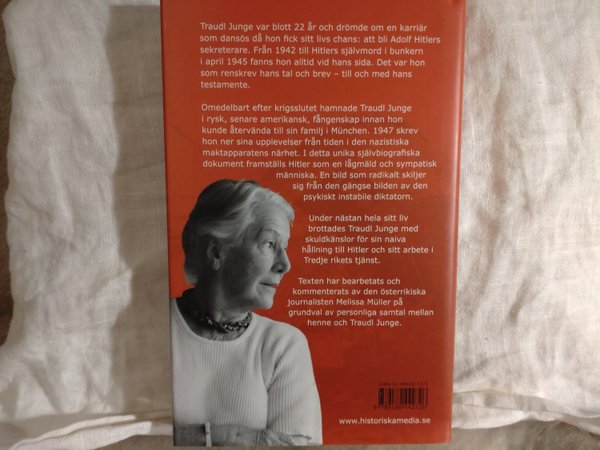 Traudl Junge var blott 22 år och drömde om en karriär
som dansös då hon fick sitt livs chans: att bli Adolf Hitlers
sekreterare. Från 1942 till Hitlers självmord i bunkern
i april 1945 fanns hon alltid vid hans sida. Det var hon
som renskrev hans tal och brev – till och med hans
testamente.
Omedelbart efter krigsslutet hamnade Traudl Junge
i rysk, senare amerikansk, fångenskap innan hon
kunde återvända till sin familj i München. 1947 skrev
hon ner sina upplevelser från tiden i den nazistiska
maktapparatens närhet. I detta unika självbiografiska
dokument framställs Hitler som en lågmäld och sympatisk
människa. En bild som radikalt skiljer
sig från den gängse bilden av den
psykiskt instabile diktatorn.
Under nästan hela sitt liv
brottades Traudl Junge med
skuldkänslor för sin naiva
hållning till Hitler och sitt arbete i
Tredje rikets tjänst.
Texten har bearbetats och
kommenterats av den österrikiska
journalisten Melissa Müller på
grundval av personliga samtal mellan
henne och Traudl Junge.
www.historiskamedia.se